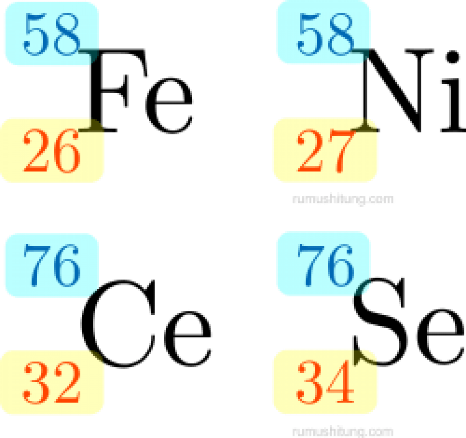 58 Fe 58 Ni
26 27
rumushitung.com
76 Ce 76 Se
32 34
rumushitung.com